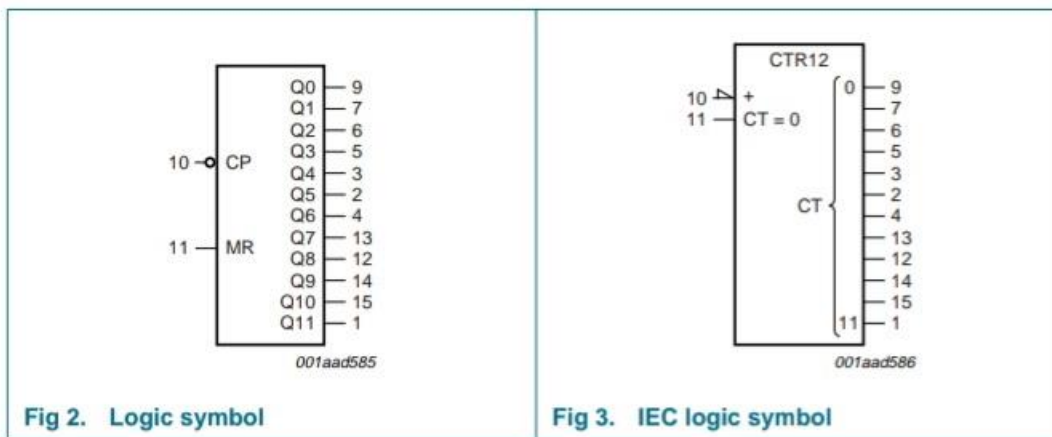 Q0 9
Q1 7
Q2 6
Q3 5
10 CP Q4 3
Q5 2
Q6 4
11 MR Q7 13
Q8 12
Q9 14
Q10 15
Q11 1
001aad585
Fig 2. Logic symbol
CTR12
10 + 0 9
11 CT = 0 7
6
5
3
CT 2
4
13
12
14
15
11 1
001aad586
Fig 3. IEC logic symbol